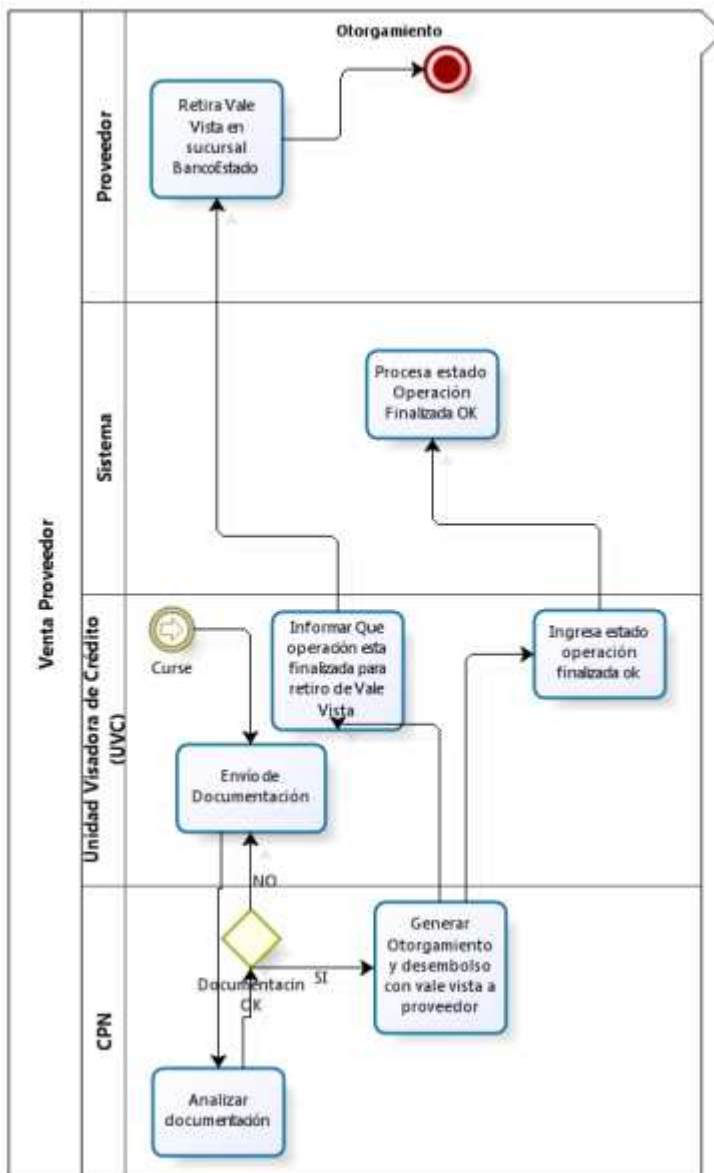 Venta Proveedor
Proveedor
Otorgamiento
Retira Vale
Vista en
sucursal
BancoEstado
Sistema
Procesa estado
Operación
Finalizada OK
Unidad Visadora de Crédito
(UVC)
Curse
Informar Que
operación esta
finalizada para
retiro de Vale
Vista
Ingresa estado
operación
finalizada ok
Envío de
Documentación
NO
CPN
Documentacin
OK
SI
Generar
Otorgamiento
y desembolso
con vale vista a
proveedor
Analizar
documentación